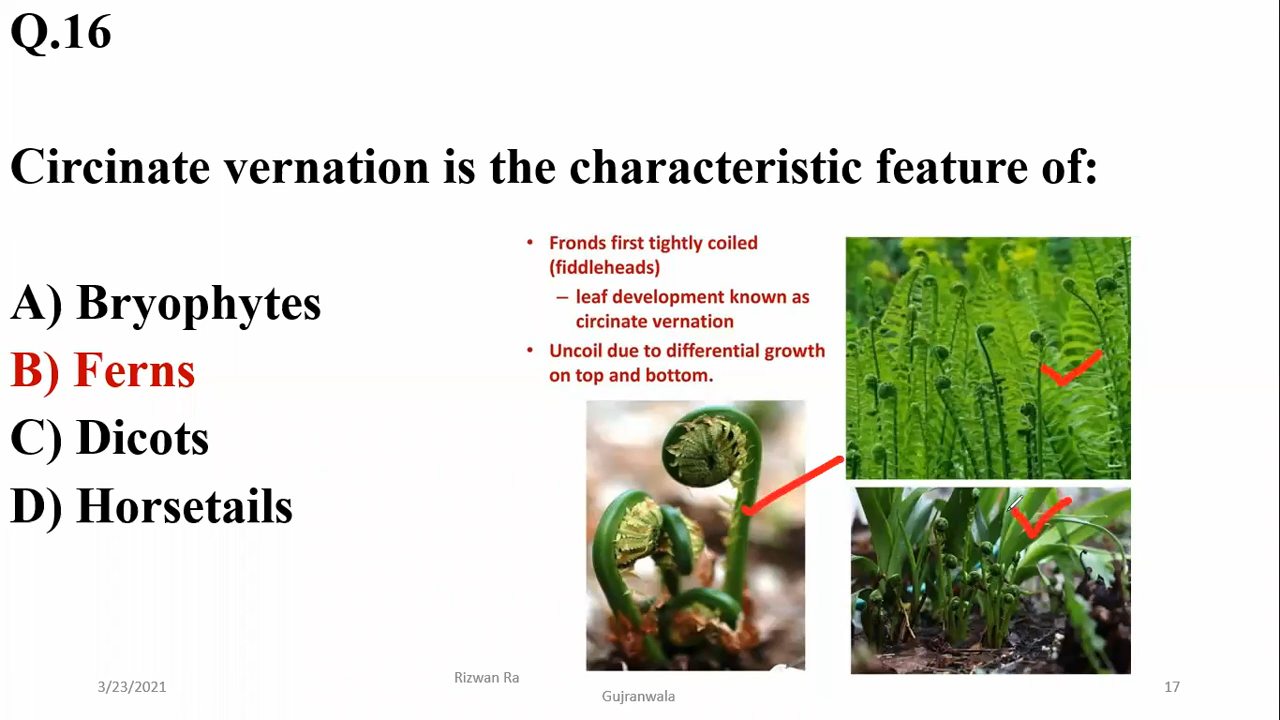 Q.16
Circinate vernation is the characteristic feature of:
A) Bryophytes
B) Ferns
C) Dicots
D) Horsetails
• Fronds first tightly coiled
(fiddleheads)
– leaf development known as
circinate vernation
• Uncoil due to differential growth
on top and bottom.
3/23/2021
Rizwan Ra
Gujranwala
17